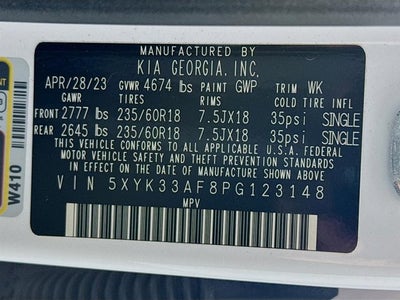 MANUFACTURED BY
KIA GEORGIA, INC.
APR/28/23 GVWR 4674 lbs PAINT GWP TRIM WK
GAWR TIRES RIMS COLD TIRE INFL
FRONT 2777 lbs 235/60R18 7.5JX18 35psi SINGLE
REAR 2645 lbs 235/60R18 7.5JX18 35psi SINGLE
THIS VEHICLE CONFORMS TO ALL APPLICABLE U.S.A. FEDERAL
MOTOR VEHICLE SAFETY, BUMPER, AND THEFT PREVENTION
STANDARDS IN EFFECT ON THE DATE OF MANUFACTURE SHOWN ABOVE
VIN 5XYK33AF8PG123148
MPV
W410